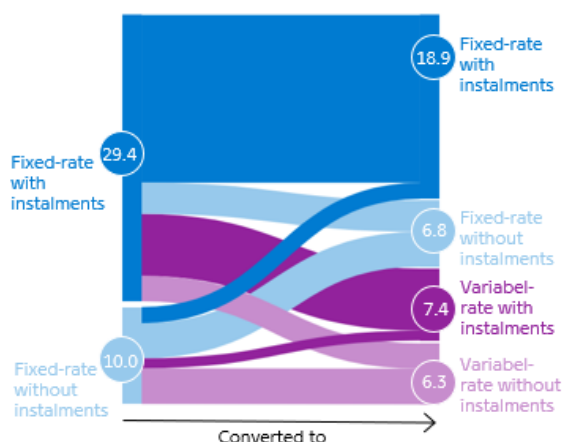 Fixed-rate
with
instalments
29.4
Fixed-rate
without
instalments
10.0
18.9
Fixed-rate
with
instalments
6.8
Fixed-rate
without
instalments
7.4
Variabel-
rate with
instalments
6.3
Variabel-
rate without
instalments
Converted to